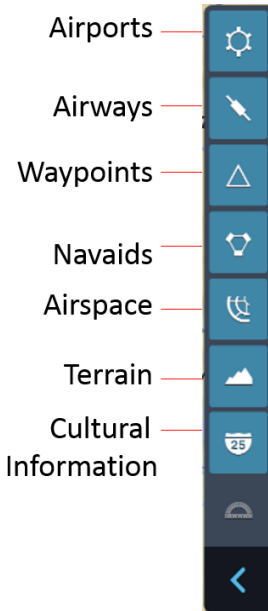 Airports
Airways
Waypoints
Navaids
Airspace
Terrain
Cultural
Information
25